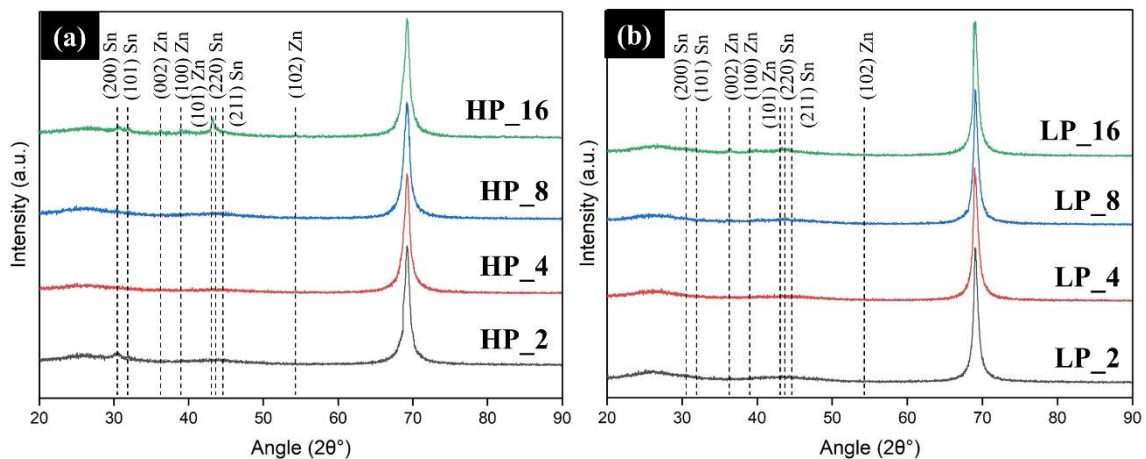 (a)
(200) Sn
(101) Sn
(002) Zn
(100) Zn
(101) Zn
(220) Sn
(211) Sn
(102) Zn
HP_16
HP_8
HP_4
HP_2
Intensity (a.u.)
20 30 40 50 60 70 80 90
Angle (2θ°)
(b)
(200) Sn
(101) Sn
(002) Zn
(100) Zn
(101) Zn
(220) Sn
(211) Sn
(102) Zn
LP_16
LP_8
LP_4
LP_2
Intensity (a.u.)
20 30 40 50 60 70 80 90
Angle (2θ°)